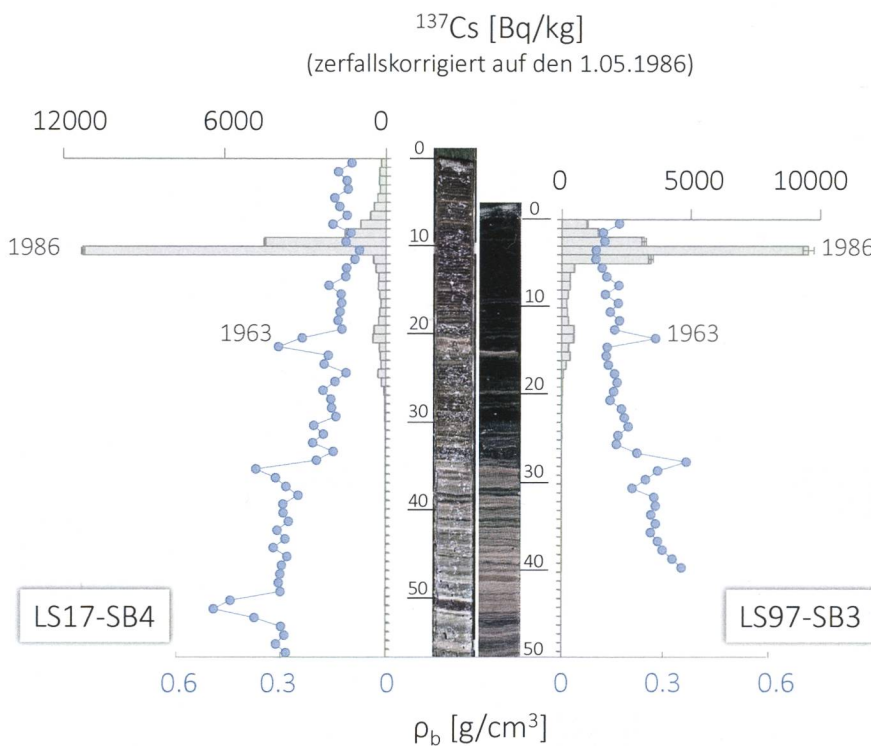 ¹³⁷Cs [Bq/kg]
(zerfallskorrigiert auf den 1.05.1986)
12000 6000 0
0 5000 10000
0
10
20
30
40
50
0
10
20
30
40
50
1986
1963
1986
1963
LS17-SB4
LS97-SB3
0.6 0.3 0
0 0.3 0.6
ρb [g/cm³]